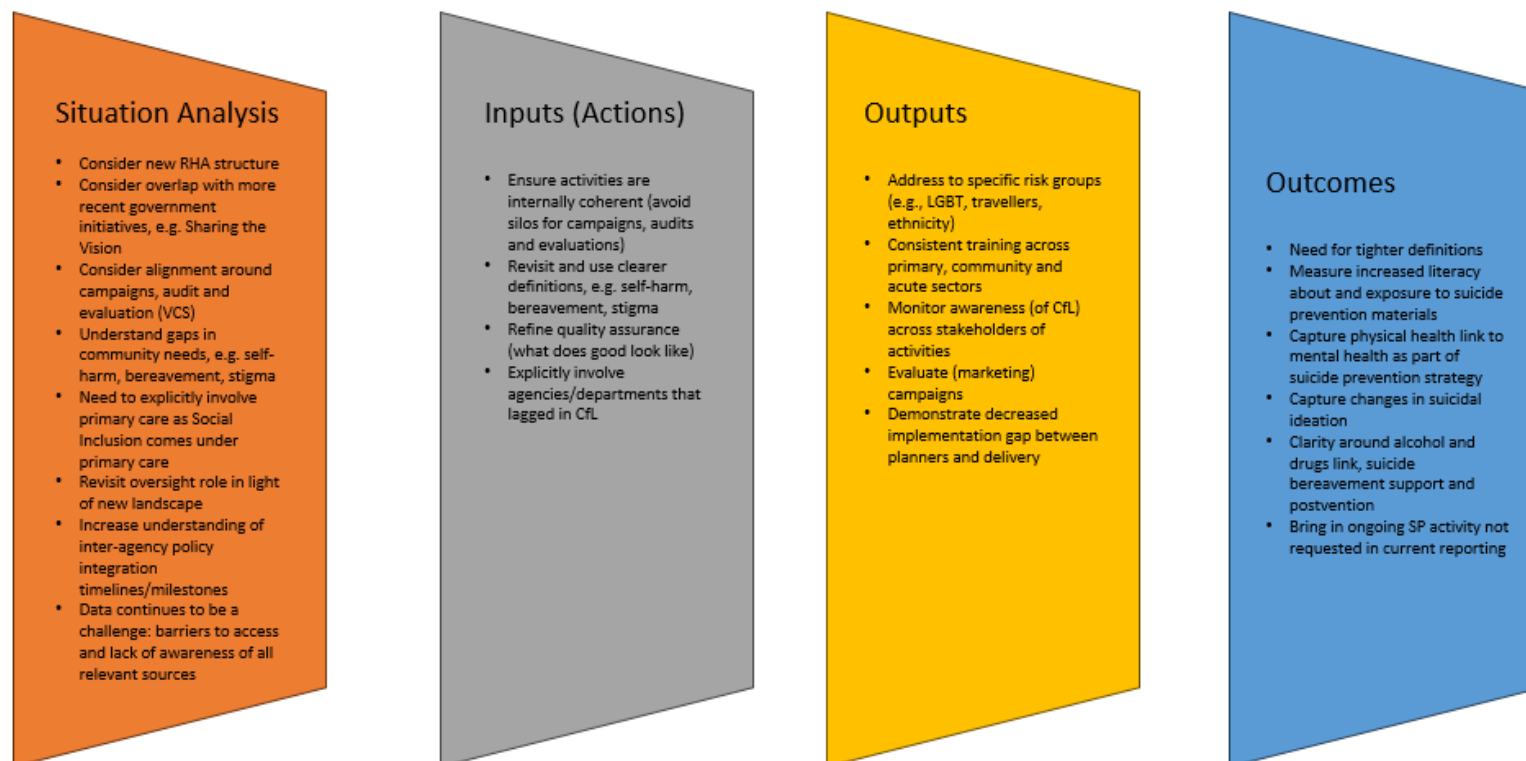 Situation Analysis
• Consider new RHA structure
• Consider overlap with more
recent government
initiatives, e.g. Sharing the
Vision
• Consider alignment around
campaigns, audit and
evaluation (VCS)
• Understand gaps in
community needs, e.g. self-
harm, bereavement, stigma
• Need to explicitly involve
primary care as Social
Inclusion comes under
primary care
• Revisit oversight role in light
of new landscape
• Increase understanding of
inter-agency policy
integration
timelines/milestones
• Data continues to be a
challenge: barriers to access
and lack of awareness of all
relevant sources
Inputs (Actions)
• Ensure activities are
internally coherent (avoid
silos for campaigns, audits
and evaluations)
• Revisit and use clearer
definitions, e.g. self-harm,
bereavement, stigma
• Refine quality assurance
(what does good look like)
• Explicitly involve
agencies/departments that
lagged in CfL
Outputs
• Address to specific risk groups
(e.g., LGBT, travellers,
ethnicity)
• Consistent training across
primary, community and
acute sectors
• Monitor awareness (of CfL)
across stakeholders of
activities
• Evaluate (marketing)
campaigns
• Demonstrate decreased
implementation gap between
planners and delivery
Outcomes
• Need for tighter definitions
• Measure increased literacy
about and exposure to suicide
prevention materials
• Capture physical health link to
mental health as part of
suicide prevention strategy
• Capture changes in suicidal
ideation
• Clarity around alcohol and
drugs link, suicide
bereavement support and
postvention
• Bring in ongoing SP activity not
requested in current reporting